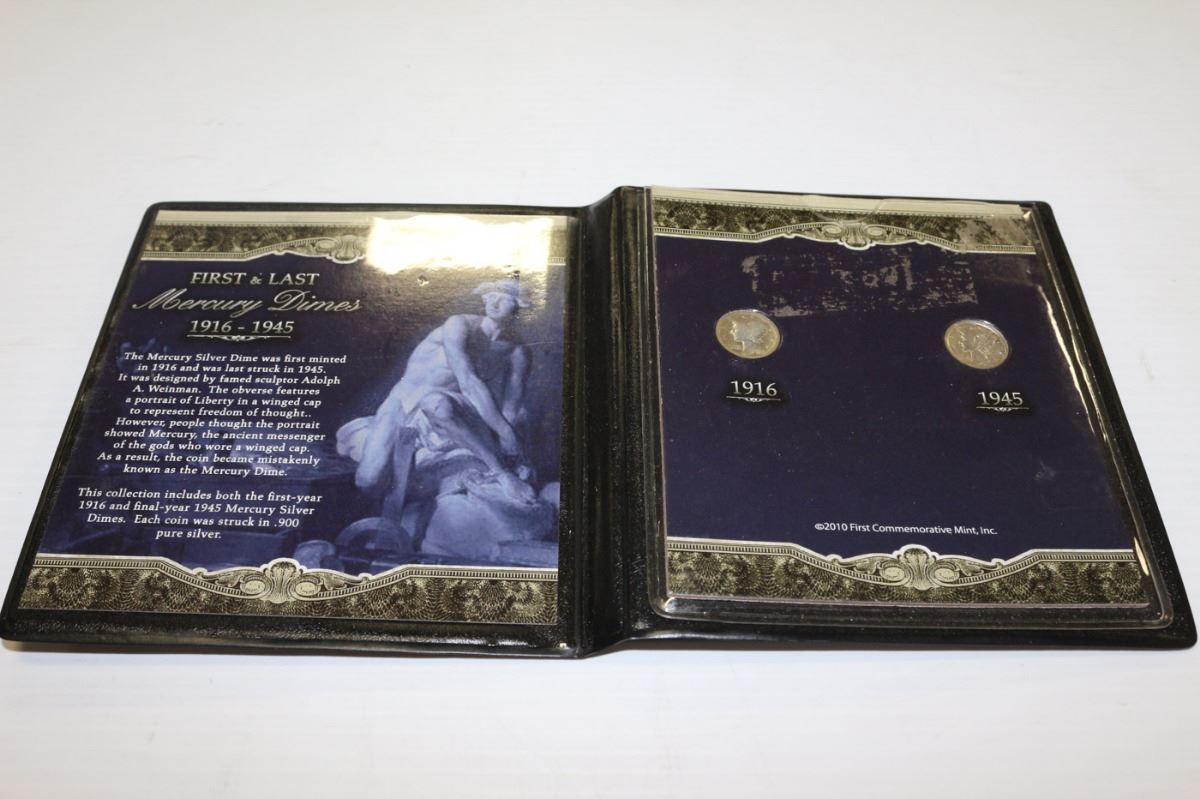 FIRST & LAST
Mercury Dimes
1916 - 1945
The Mercury Silver Dime was first minted
in 1916 and was last struck in 1945.
It was designed by famed sculptor Adolph
A. Weinman. The obverse features
a portrait of Liberty in a winged cap
to represent freedom of thought..
However, people thought the portrait
showed Mercury, the ancient messenger
of the gods who wore a winged cap.
As a result, the coin became mistakenly
known as the Mercury Dime.
This collection includes both the first-year
1916 and final-year 1945 Mercury Silver
Dimes. Each coin was struck in .900
pure silver.
1916
1945
©2010 First Commemorative Mint, Inc.